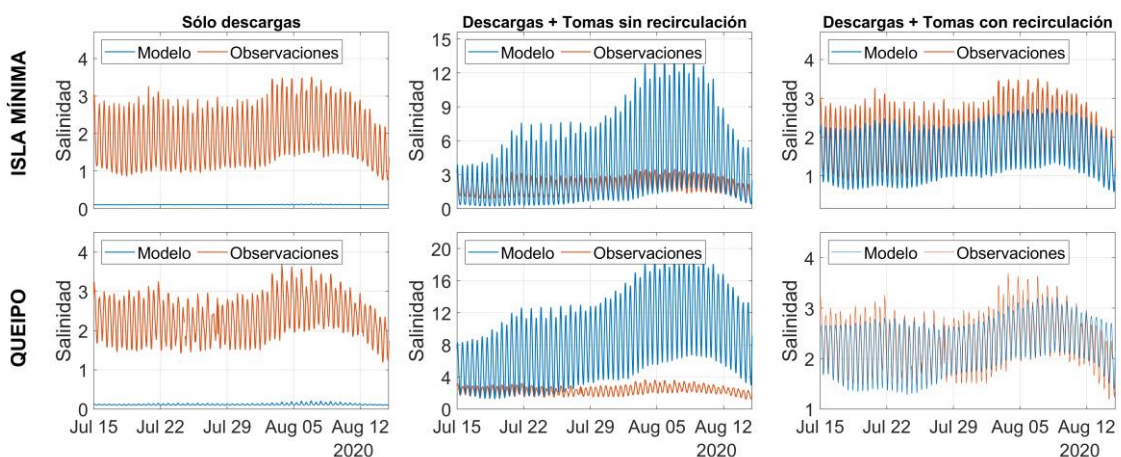 Sólo descargas
Descargas + Tomas sin recirculación
Descargas + Tomas con recirculación
ISLA MÍNIMA
Salinidad
4
3
2
1
0
Modelo Observaciones
Salinidad
15
12
9
6
3
0
Modelo Observaciones
Salinidad
4
3
2
1
Modelo Observaciones
QUEIPO
Salinidad
4
3
2
1
0
Modelo Observaciones
Jul 15 Jul 22 Jul 29 Aug 05 Aug 12
2020
Salinidad
20
16
12
8
4
0
Modelo Observaciones
Jul 15 Jul 22 Jul 29 Aug 05 Aug 12
2020
Salinidad
4
3
2
1
Modelo Observaciones
Jul 15 Jul 22 Jul 29 Aug 05 Aug 12
2020